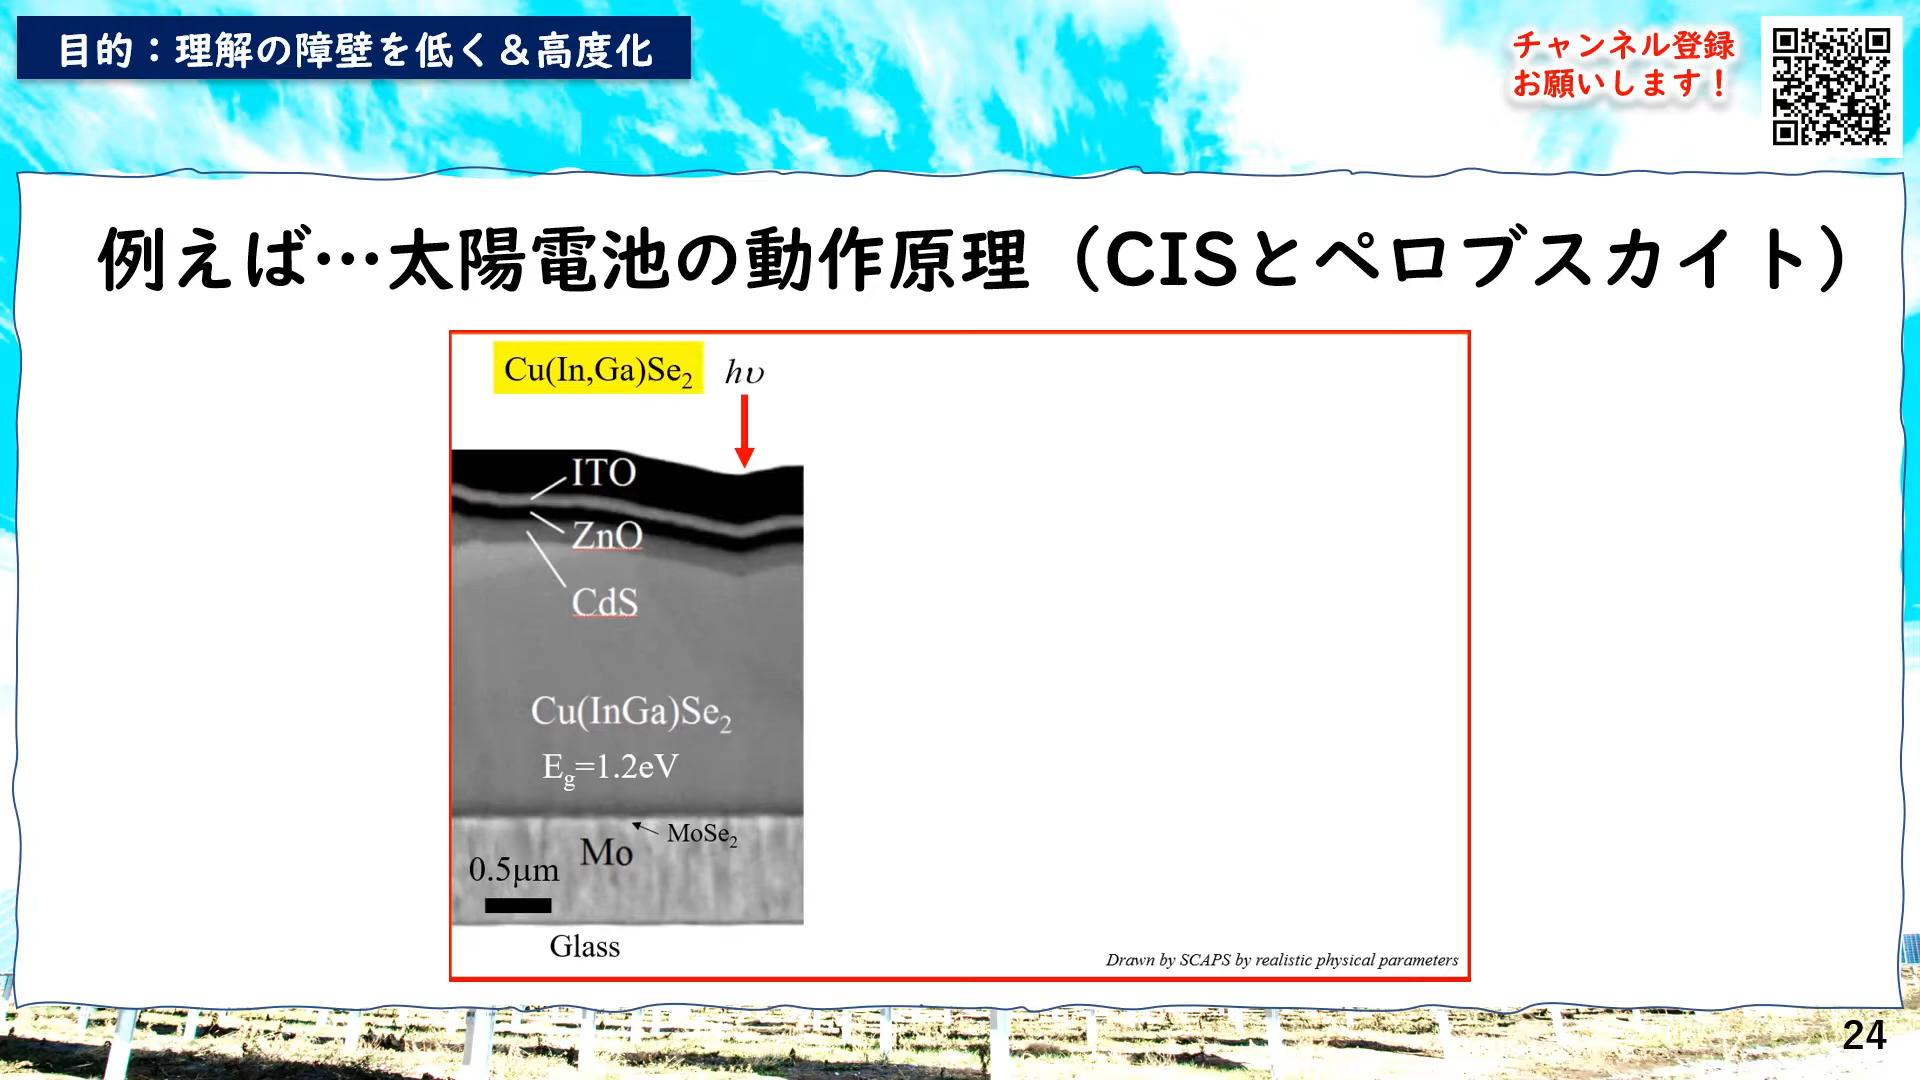 目的：理解の障壁を低く＆高度化
チャンネル登録
お願いします！
例えば…太陽電池の動作原理（CISとペロブスカイト）
Cu(In,Ga)Se₂
hυ
ITO
ZnO
CdS
Cu(InGa)Se₂
Eg=1.2eV
MoSe₂
Mo
0.5μm
Glass
Drawn by SCAPS by realistic physical parameters
24